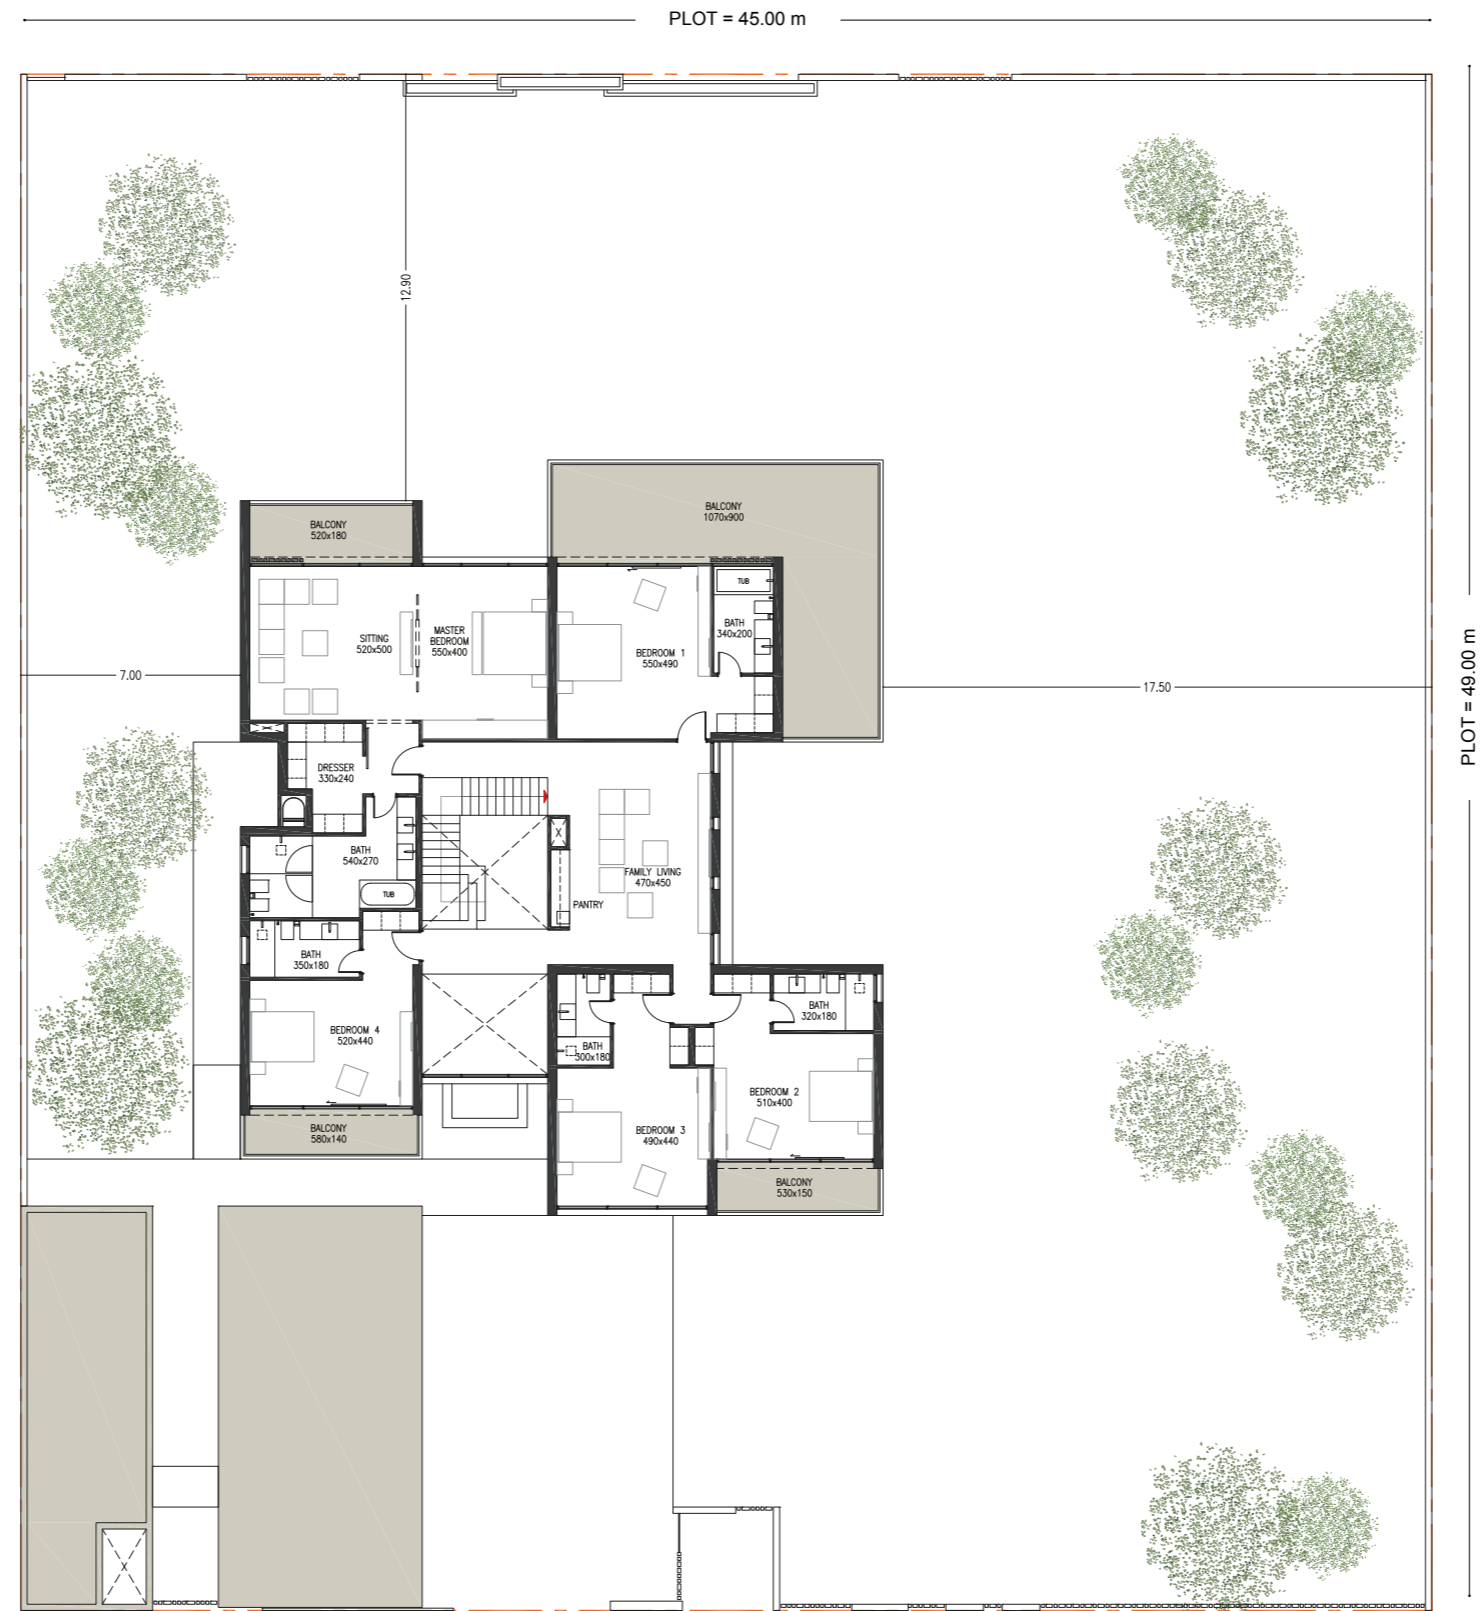 PLOT = 45.00 m
12.90
BALCONY
1070x900
BALCONY
520x180
TUB
SITTING
520x500
MASTER
BEDROOM
550x400
BEDROOM 1
550x490
BATH
340x200
7.00
17.50
PLOT = 49.00 m
DRESSER
330x240
BATH
540x270
TUB
FAMILY LIVING
470x450
PANTRY
BATH
350x180
BATH
320x180
BEDROOM 4
520x440
BATH
300x180
BEDROOM 2
510x400
BALCONY
580x140
BEDROOM 3
490x440
BALCONY
530x150